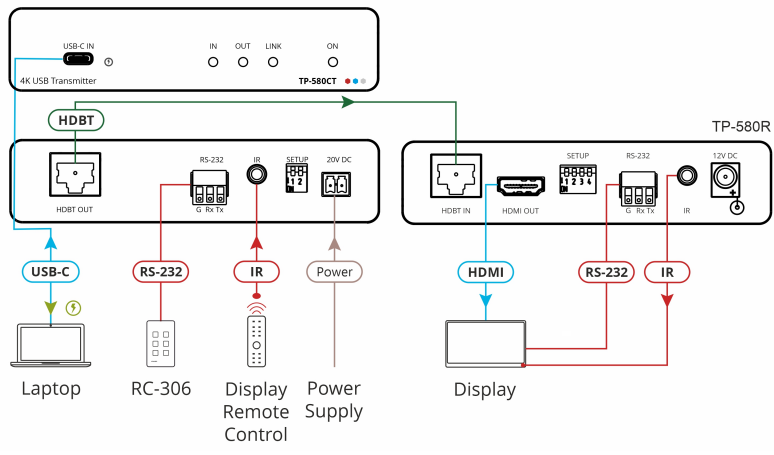 USB-C IN
IN OUT LINK ON
4K USB Transmitter
TP-580CT
HDBT
TP-580R
RS-232 IR SETUP 20V DC
1 2
ON
G Rx Tx
HDBT OUT
SETUP RS-232 12V DC
1 2 3 4
ON
G Rx Tx
HDBT IN HDMI OUT IR
+
USB-C RS-232 IR Power
HDMI RS-232 IR
Laptop
RC-306
Display
Remote
Control
Power
Supply
Display